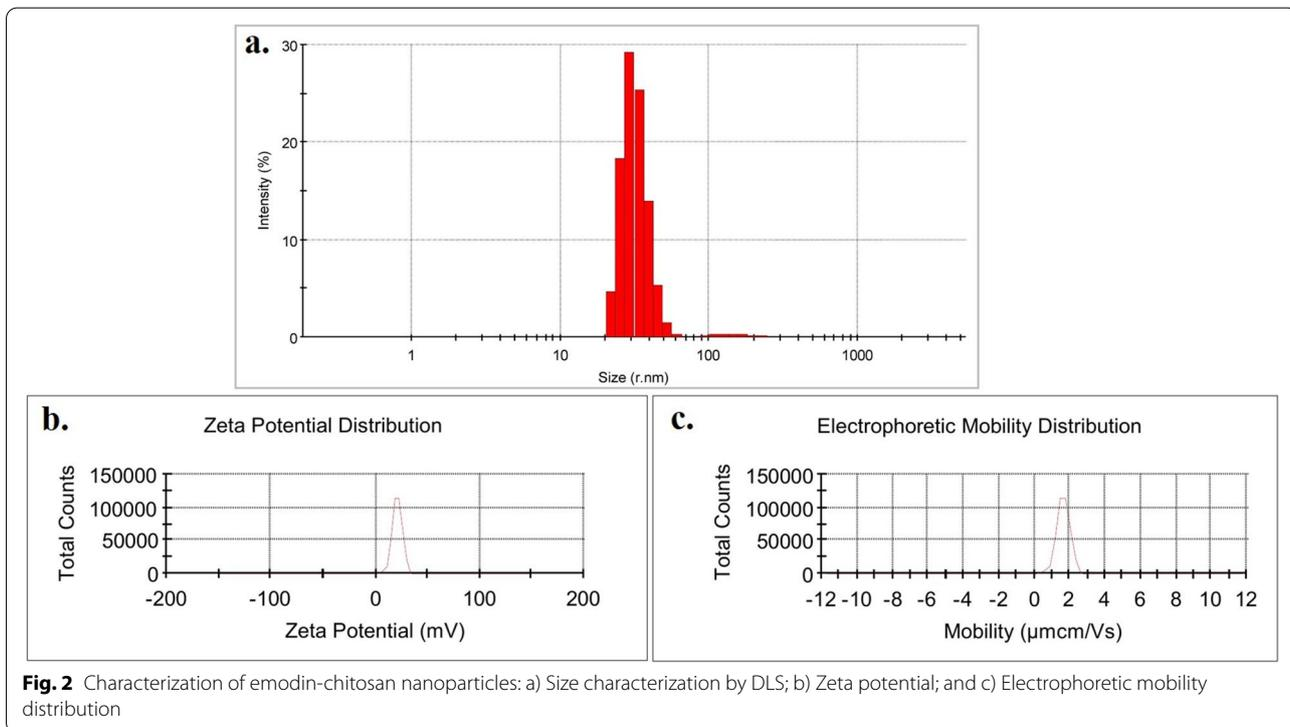 a.
30
20
10
0
Intensity (%)
1 10 100 1000
Size (r.nm)
b.
Zeta Potential Distribution
150000
100000
50000
0
Total Counts
-200 -100 0 100 200
Zeta Potential (mV)
c.
Electrophoretic Mobility Distribution
150000
100000
50000
0
Total Counts
-12 -10 -8 -6 -4 -2 0 2 4 6 8 10 12
Mobility (µmcm/Vs)
Fig. 2 Characterization of emodin-chitosan nanoparticles: a) Size characterization by DLS; b) Zeta potential; and c) Electrophoretic mobility
distribution